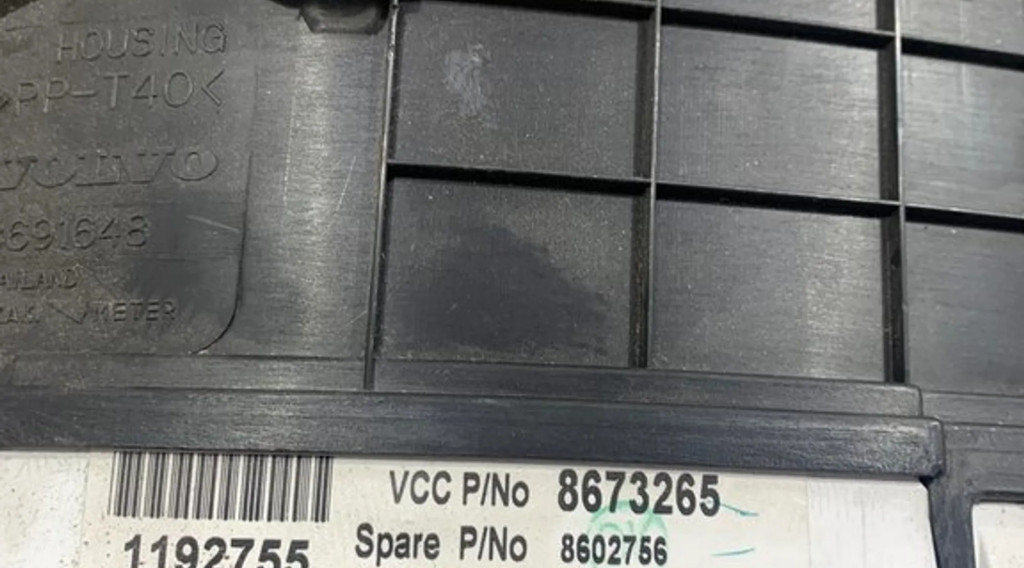 HOUSING
>PP-T40<
VOLVO
8691648
METER
VCC P/No 8673265
1192755
Spare P/No 8602756